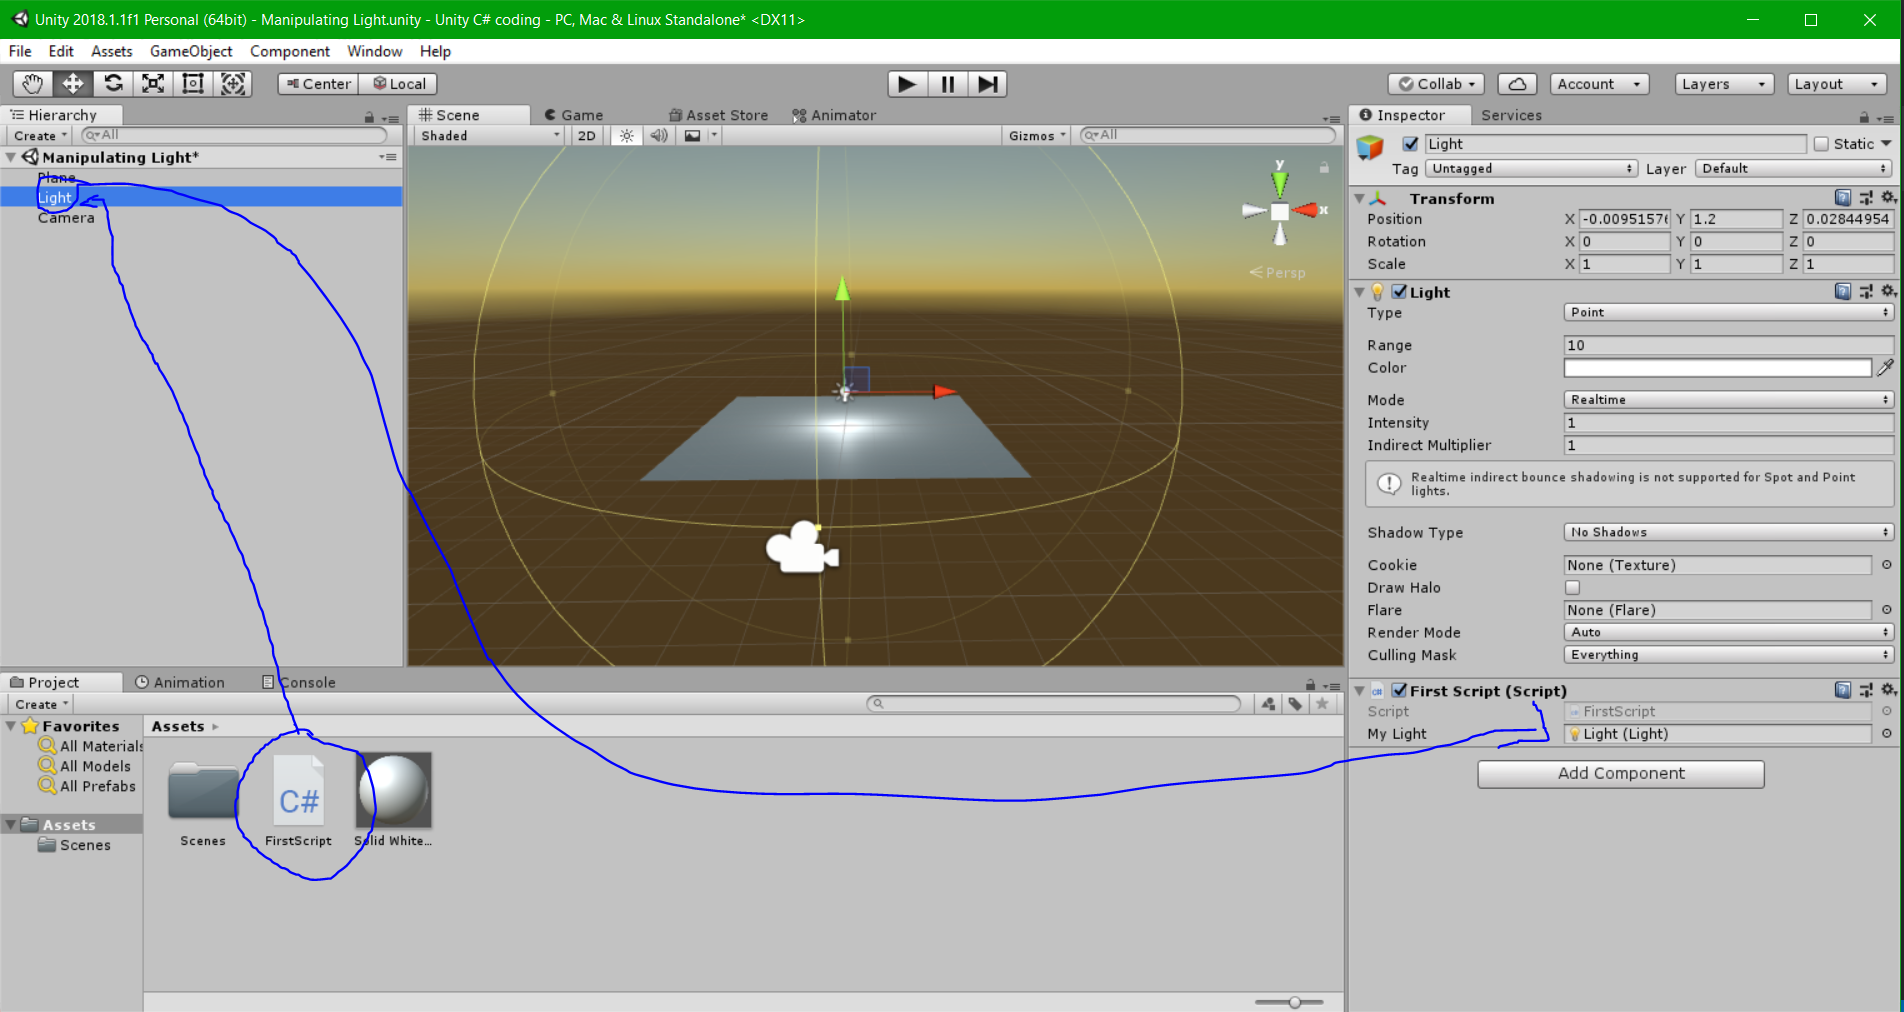 Unity 2018.1.1f1 Personal (64bit) - Manipulating Light.unity - Unity C# coding - PC, Mac & Linux Standalone* <DX11>
File Edit Assets GameObject Component Window Help
Center Local Collab Account Layers Layout
Hierarchy
Create All
Manipulating Light*
Plane
Light
Camera
Scene Game Asset Store Animator
Shaded 2D Gizmos All
y
x
Persp
Inspector Services
Light Static
Tag Untagged Layer Default
Transform
Position X -0.0095157 Y 1.2 Z 0.02844954
Rotation X 0 Y 0 Z 0
Scale X 1 Y 1 Z 1
Light
Type Point
Range 10
Color
Mode Realtime
Intensity 1
Indirect Multiplier 1
Realtime indirect bounce shadowing is not supported for Spot and Point
lights.
Shadow Type No Shadows
Cookie None (Texture)
Draw Halo
Flare None (Flare)
Render Mode Auto
Culling Mask Everything
First Script (Script)
Script FirstScript
My Light Light (Light)
Add Component
Project Animation Console
Create
Favorites
All Materials
All Models
All Prefabs
Assets
Scenes
Assets
C#
Scenes FirstScript Solid White...